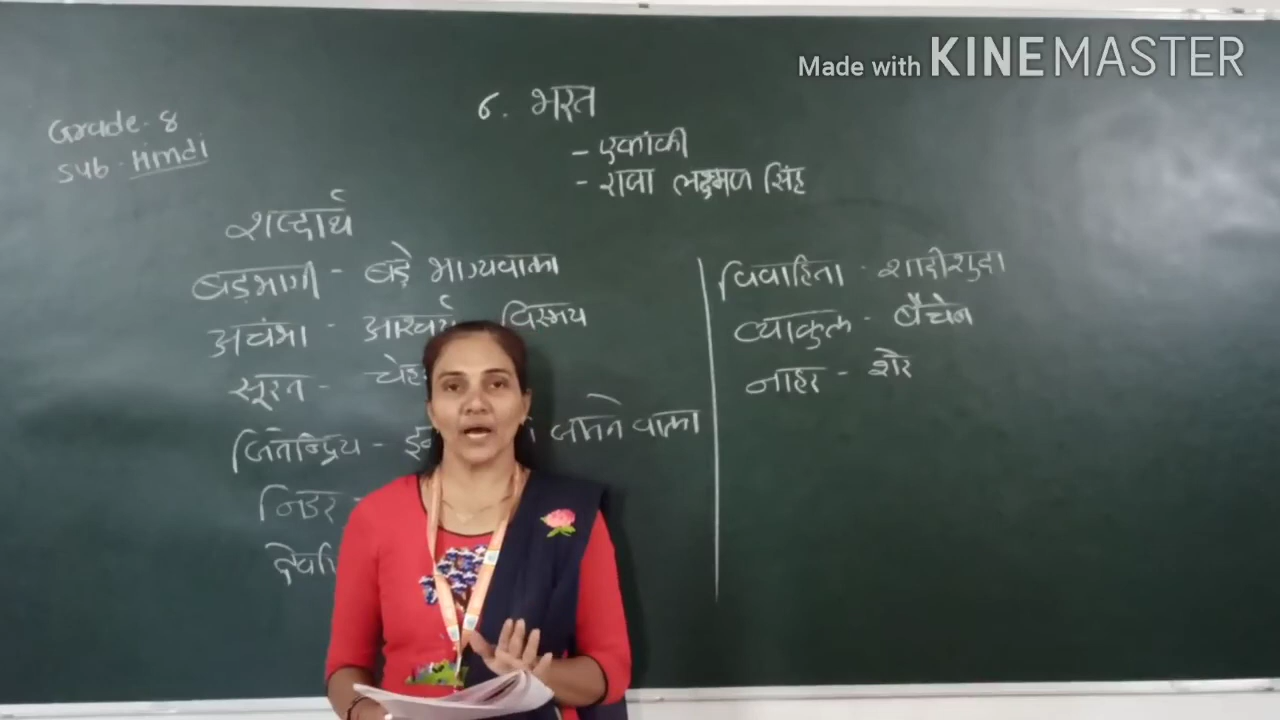 Made with KINEMASTER
Grade - 8
Sub - Hindi
८. भरत
- एकांकी
- राजा लक्ष्मण सिंह
शब्दार्थ
बड़भागी - बड़े भाग्यवाला
अचंभा - आश्चर्य विस्मय
सूरत -
जितेन्द्रिय - जीतने वाला
निडर -
विवाहिता - शादीशुदा
व्याकुल - बैचेन
नाहर - शेर